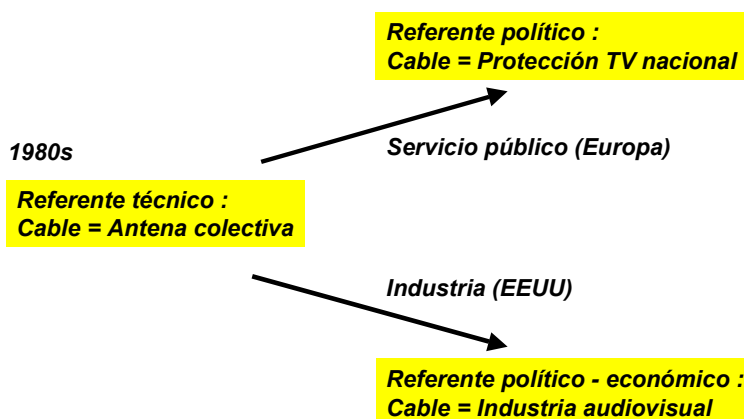 Referente político :
Cable = Protección TV nacional
1980s
Servicio público (Europa)
Referente técnico :
Cable = Antena colectiva
Industria (EEUU)
Referente político - económico :
Cable = Industria audiovisual